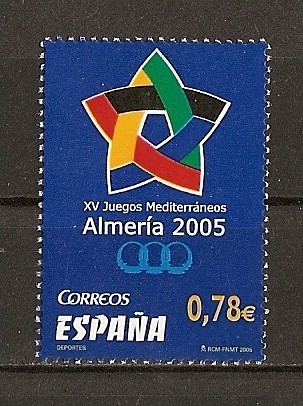 XV Juegos Mediterráneos
Almería 2005
CORREOS
0,78€
ESPAÑA
DEPORTES
RCM-FNMT 2005